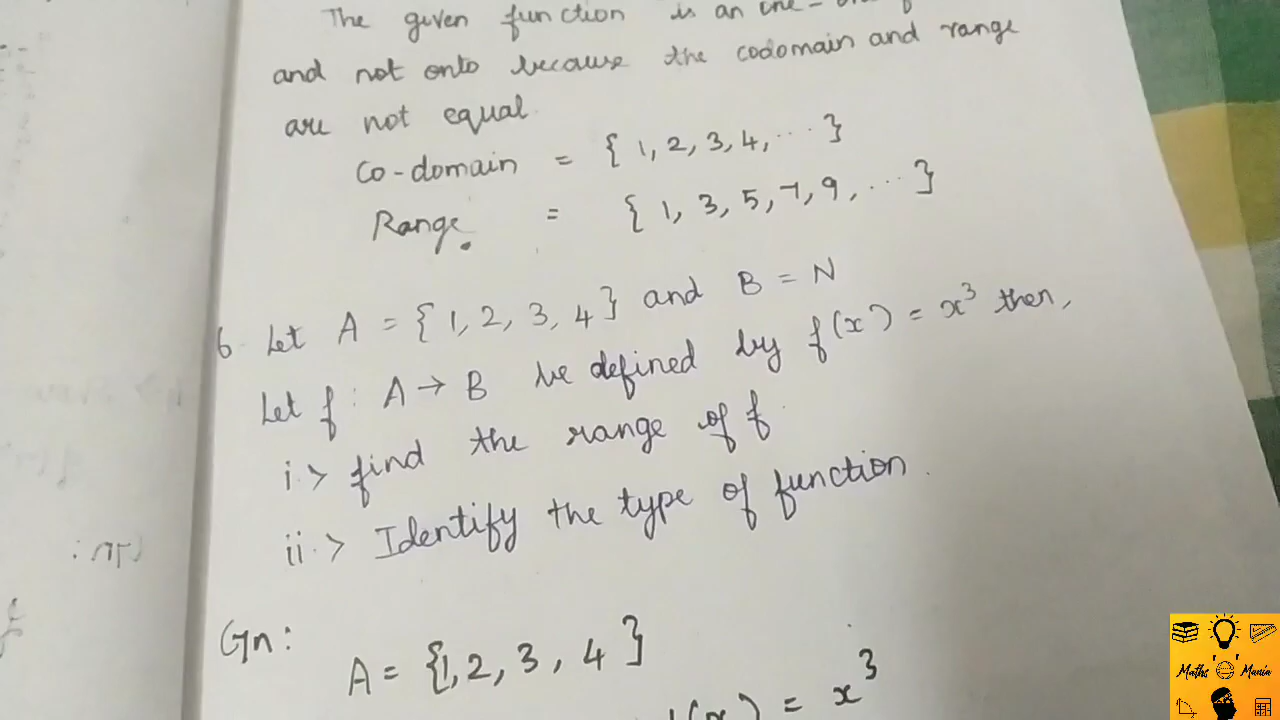 The given function is an one-
and not onto because the codomain and range
are not equal.
Co-domain = { 1, 2, 3, 4, ... }
Range = { 1, 3, 5, 7, 9, ... }
6. Let A = { 1, 2, 3, 4 } and B = N
Let f : A → B be defined by f(x) = x³ then,
i.> find the range of f.
ii.> Identify the type of function.
Gn:
A = {1, 2, 3, 4 }
f(x) = x³
Maths Mania